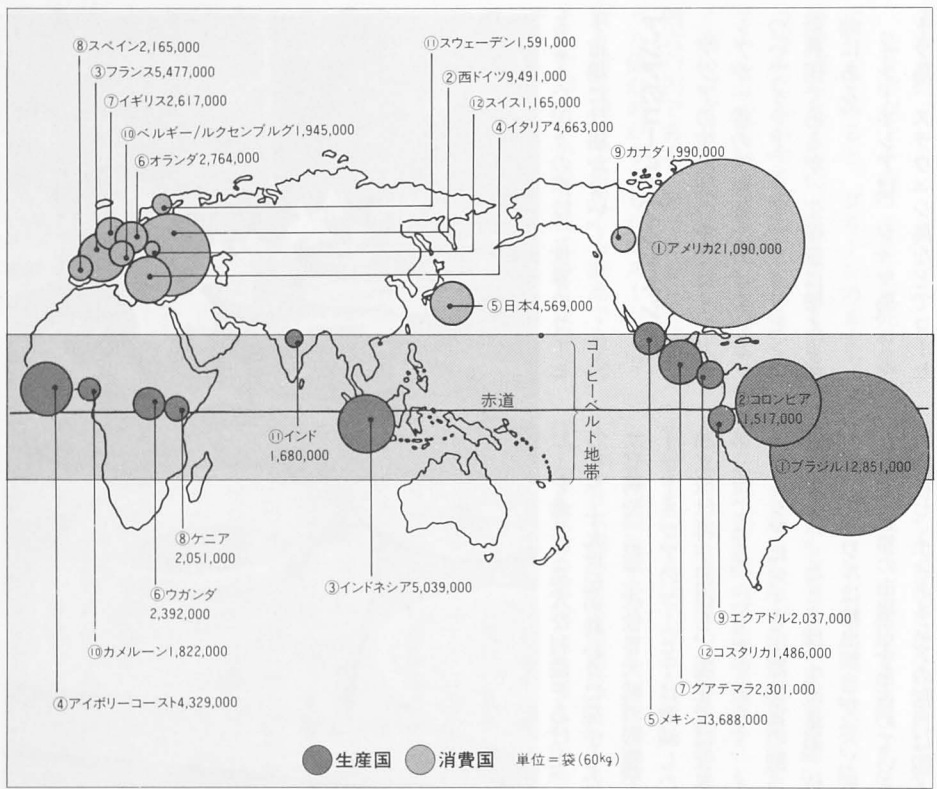 ⑧スペイン2,165,000
③フランス5,477,000
⑦イギリス2,617,000
⑩ベルギー/ルクセンブルグ1,945,000
⑥オランダ2,764,000
⑪スウェーデン1,591,000
②西ドイツ9,491,000
⑫スイス1,165,000
④イタリア4,663,000
⑨カナダ1,990,000
①アメリカ21,090,000
⑤日本4,569,000
コーヒーベルト地帯
赤道
②コロンビア
11,517,000
①ブラジル12,851,000
⑪インド
1,680,000
⑧ケニア
2,051,000
⑥ウガンダ
2,392,000
③インドネシア5,039,000
⑩カメルーン1,822,000
④アイボリーコースト4,329,000
⑨エクアドル2,037,000
⑫コスタリカ1,486,000
⑦グアテマラ2,301,000
⑤メキシコ3,688,000
生産国
消費国
単位=袋(60kg)